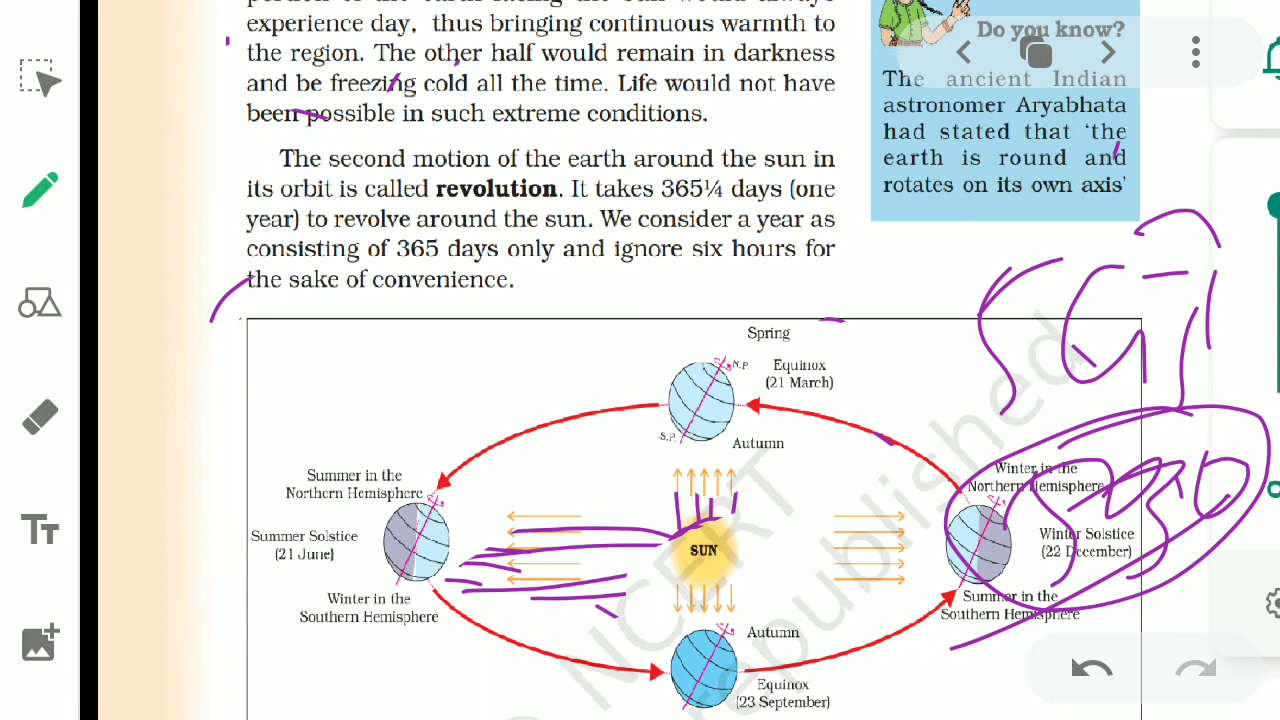 experience day, thus bringing continuous warmth to
the region. The other half would remain in darkness
and be freezing cold all the time. Life would not have
been possible in such extreme conditions.
The second motion of the earth around the sun in
its orbit is called revolution. It takes 365¼ days (one
year) to revolve around the sun. We consider a year as
consisting of 365 days only and ignore six hours for
the sake of convenience.
Do you know?
The ancient Indian
astronomer Aryabhata
had stated that ‘the
earth is round and
rotates on its own axis’
Spring
N.P.
Equinox
(21 March)
S.P.
Autumn
Summer in the
Northern Hemisphere
Summer Solstice
(21 June)
Winter in the
Southern Hemisphere
SUN
Winter in the
Northern Hemisphere
Winter Solstice
(22 December)
Summer in the
Southern Hemisphere
Autumn
Equinox
(23 September)
NCERT
republished
Tт